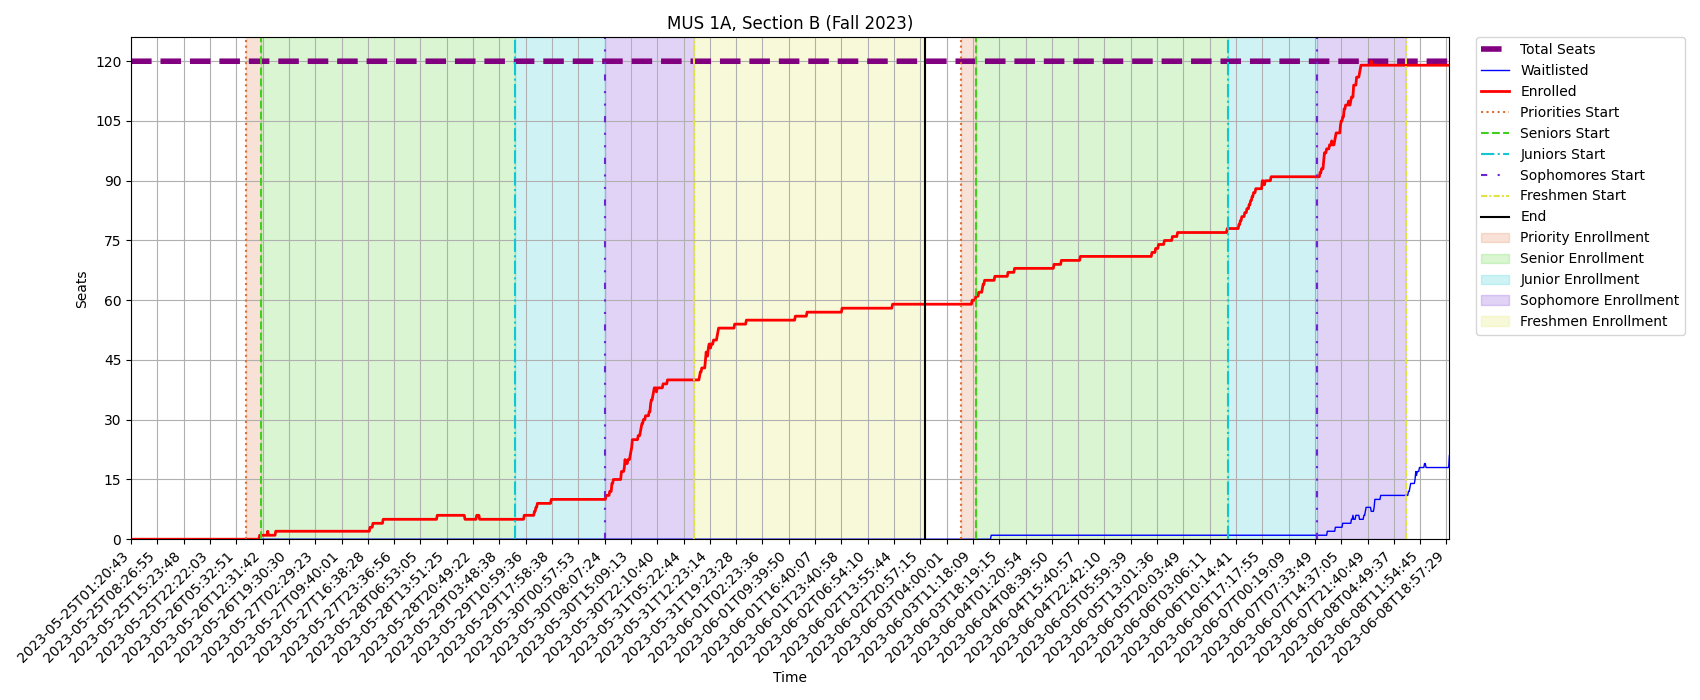 MUS 1A, Section B (Fall 2023)
Seats
120
105
90
75
60
45
30
15
0
2023-05-25T01:20:43
2023-05-25T08:26:55
2023-05-25T15:23:48
2023-05-25T22:22:03
2023-05-26T05:32:51
2023-05-26T12:31:42
2023-05-26T19:30:30
2023-05-27T02:29:23
2023-05-27T09:40:01
2023-05-27T16:38:28
2023-05-27T23:36:56
2023-05-28T06:53:05
2023-05-28T13:51:25
2023-05-28T20:49:22
2023-05-29T03:48:38
2023-05-29T10:59:36
2023-05-29T17:58:38
2023-05-30T00:57:53
2023-05-30T08:07:24
2023-05-30T15:09:13
2023-05-30T22:10:40
2023-05-31T05:22:44
2023-05-31T12:23:14
2023-05-31T19:23:28
2023-06-01T02:23:36
2023-06-01T09:39:50
2023-06-01T16:40:07
2023-06-01T23:40:58
2023-06-02T06:54:10
2023-06-02T13:55:44
2023-06-02T20:57:15
2023-06-03T04:00:01
2023-06-03T11:18:09
2023-06-03T18:19:15
2023-06-04T01:20:54
2023-06-04T08:39:50
2023-06-04T15:40:57
2023-06-04T22:42:10
2023-06-05T05:59:39
2023-06-05T13:01:36
2023-06-05T20:03:49
2023-06-06T03:06:11
2023-06-06T10:14:41
2023-06-06T17:17:55
2023-06-07T00:19:09
2023-06-07T07:33:49
2023-06-07T14:37:05
2023-06-07T21:40:49
2023-06-08T04:49:37
2023-06-08T11:54:45
2023-06-08T18:57:29
Time
Total Seats
Waitlisted
Enrolled
Priorities Start
Seniors Start
Juniors Start
Sophomores Start
Freshmen Start
End
Priority Enrollment
Senior Enrollment
Junior Enrollment
Sophomore Enrollment
Freshmen Enrollment